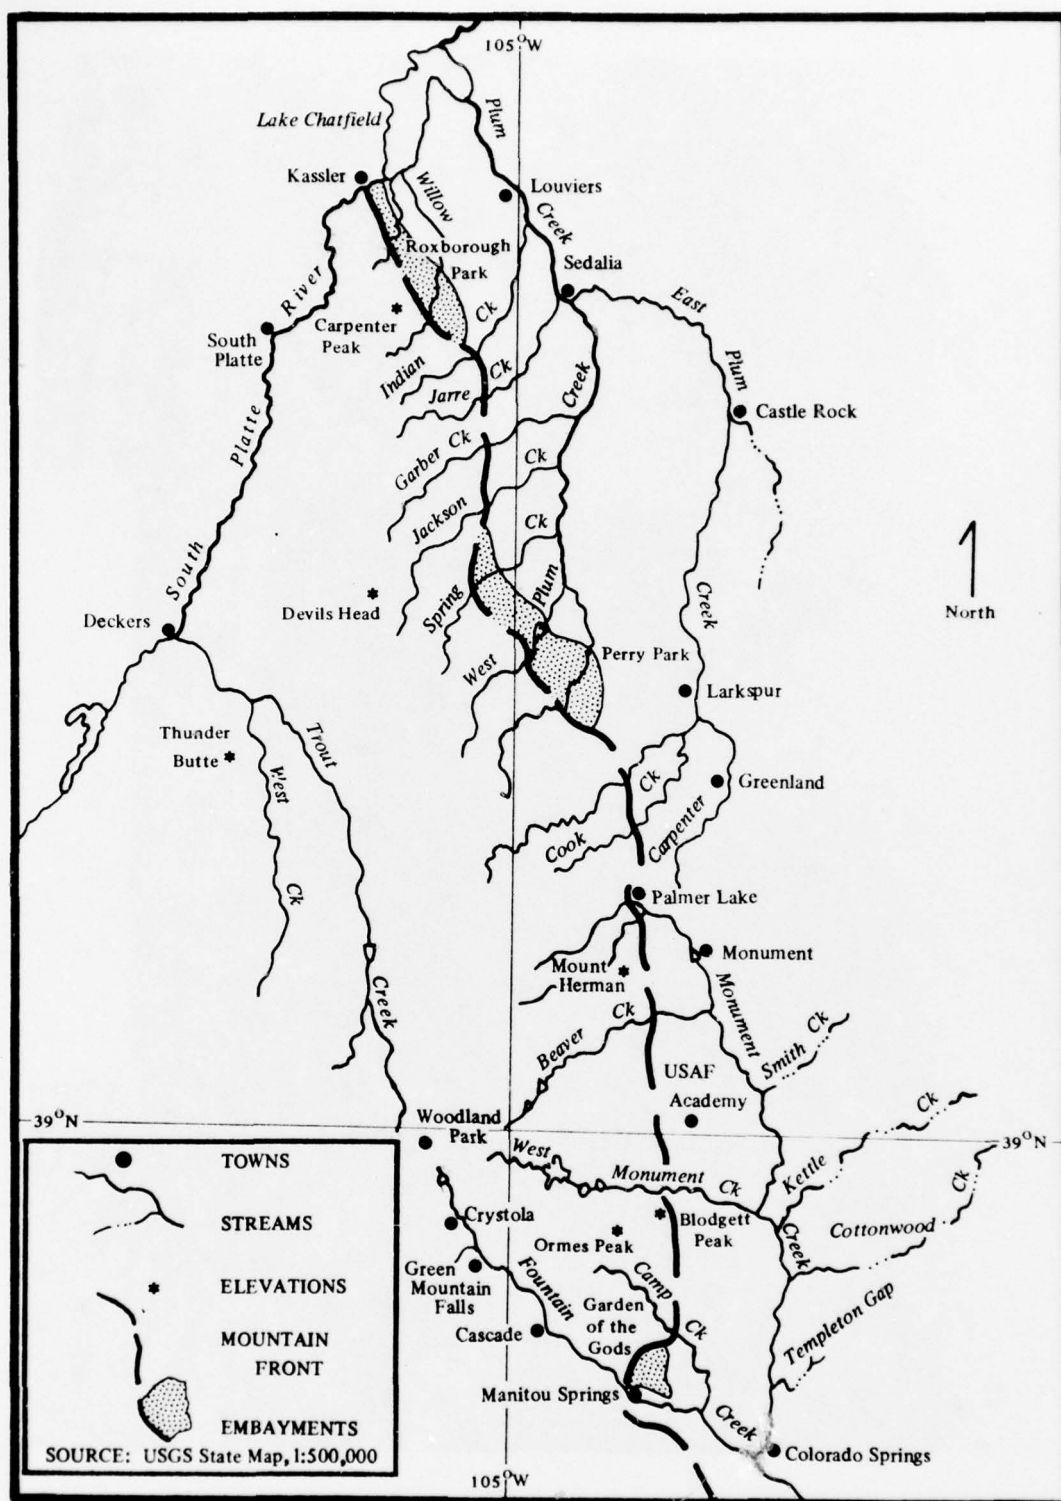 105°W
Lake Chatfield
Plum
Kassler
Willow
Louviers
Creek
Roxborough
Park
Sedalia
River
East
Carpenter
Peak
Ck
South
Platte
Indian
Plum
Jarre
Ck
Creek
Castle Rock
Platte
Garber Ck
Ck
Jackson
Ck
South
Devils Head
Spring
Plum
Creek
North
Deckers
West
Perry Park
Larkspur
Thunder
Butte
Trout
West
Ck
Greenland
Cook
Carpenter
Ck
Palmer Lake
Monument
Mount
Herman
Creek
Ck
Monument
Beaver
Smith Ck
USAF
Academy
39°N
Woodland
Park
39°N
West
Monument
Ck
Kettle
Ck
Ck
Crystola
Ormes Peak
Blodgett
Peak
Creek
Cottonwood
Green
Mountain
Falls
Fountain
Camp
Garden
of the
Gods
Ck
Templeton Gap
Cascade
Manitou Springs
Creek
Colorado Springs
TOWNS
STREAMS
ELEVATIONS
MOUNTAIN
FRONT
EMBAYMENTS
SOURCE: USGS State Map, 1:500,000
105°W